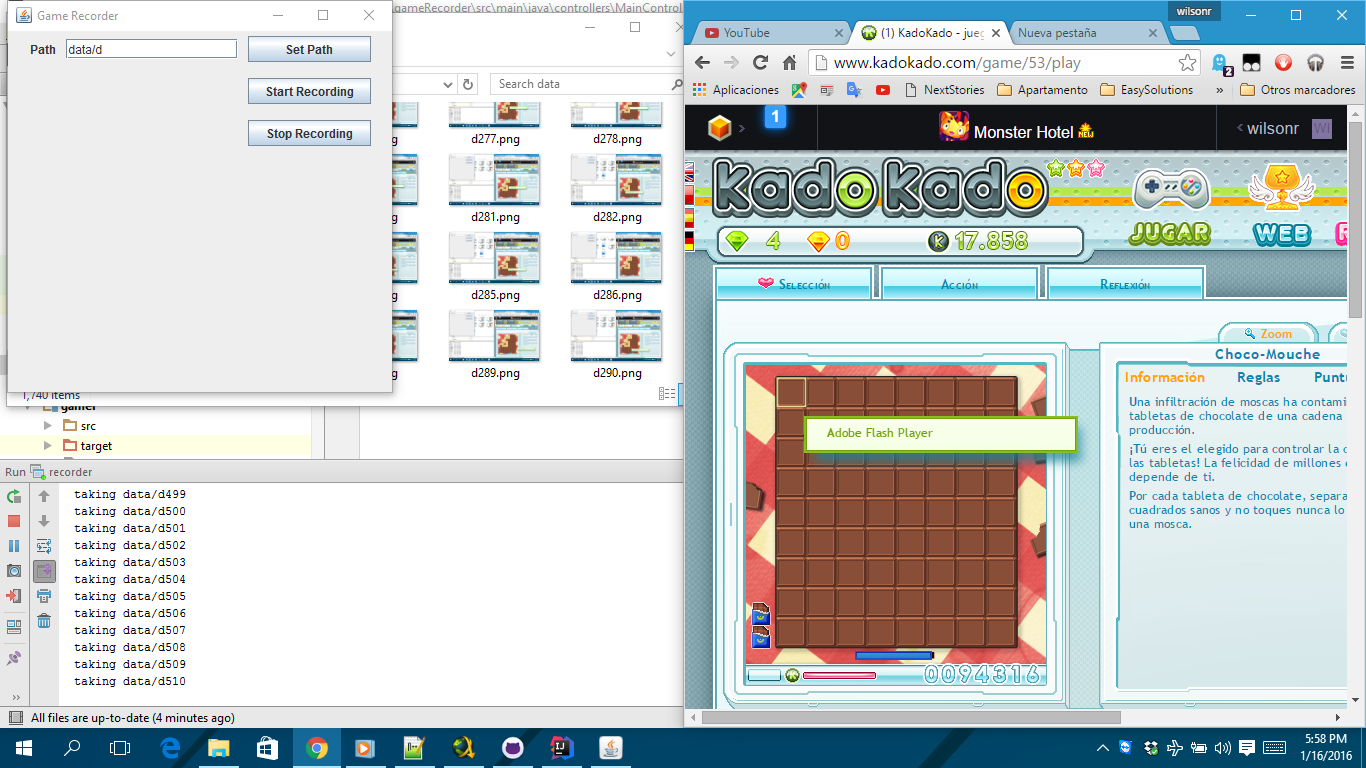 Game Recorder
Path
data/d
Set Path
Start Recording
Stop Recording
.gameRecorder\src\main\java\controllers\MainControl
Search data
d277.png
d278.png
d281.png
d282.png
d285.png
d286.png
d289.png
d290.png
1,740 items
src
target
Run
recorder
taking data/d499
taking data/d500
taking data/d501
taking data/d502
taking data/d503
taking data/d504
taking data/d505
taking data/d506
taking data/d507
taking data/d508
taking data/d509
taking data/d510
All files are up-to-date (4 minutes ago)
wilsonr
YouTube
(1) KadoKado - jueg
Nueva pestaña
www.kadokado.com/game/53/play
2
Aplicaciones
NextStories
Apartamento
EasySolutions
»
Otros marcadores
1
Monster Hotel
NEW
wilsonr
WI
KadoKado
4
0
K
17.858
JUGAR
WEB
Selección
Acción
Reflexión
Zoom
Choco-Mouche
Información
Reglas
Punt
Una infiltración de moscas ha contami
tabletas de chocolate de una cadena
producción.
¡Tú eres el elegido para controlar la c
las tabletas! La felicidad de millones
depende de ti.
Por cada tableta de chocolate, separa
cuadrados sanos y no toques nunca lo
una mosca.
Adobe Flash Player
0094316
5:58 PM
1/16/2016